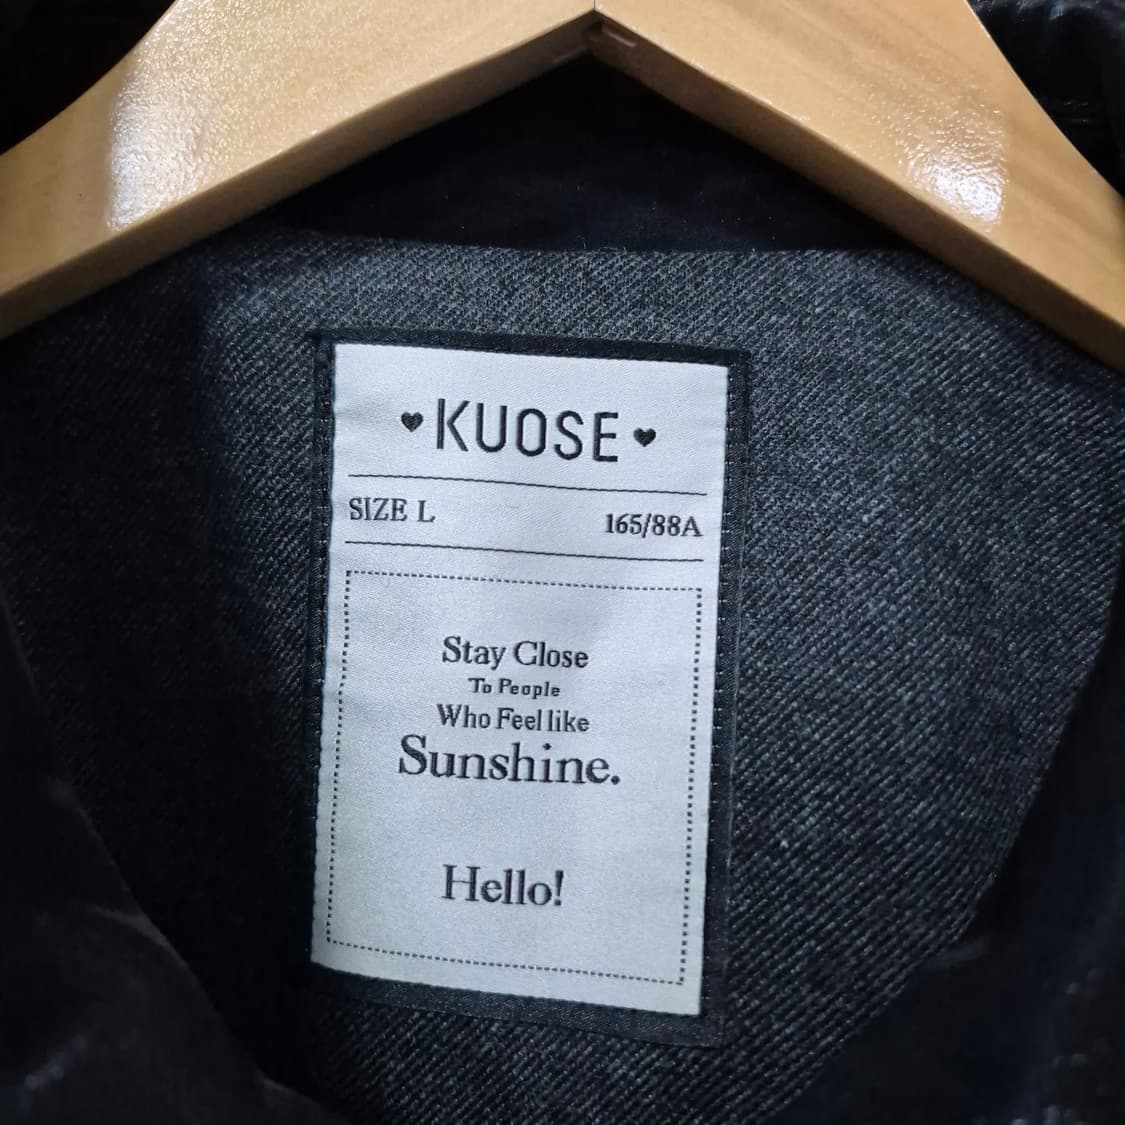 ♥KUOSE♥
SIZE L 165/88A
Stay Close
To People
Who Feel like
Sunshine.
Hello!